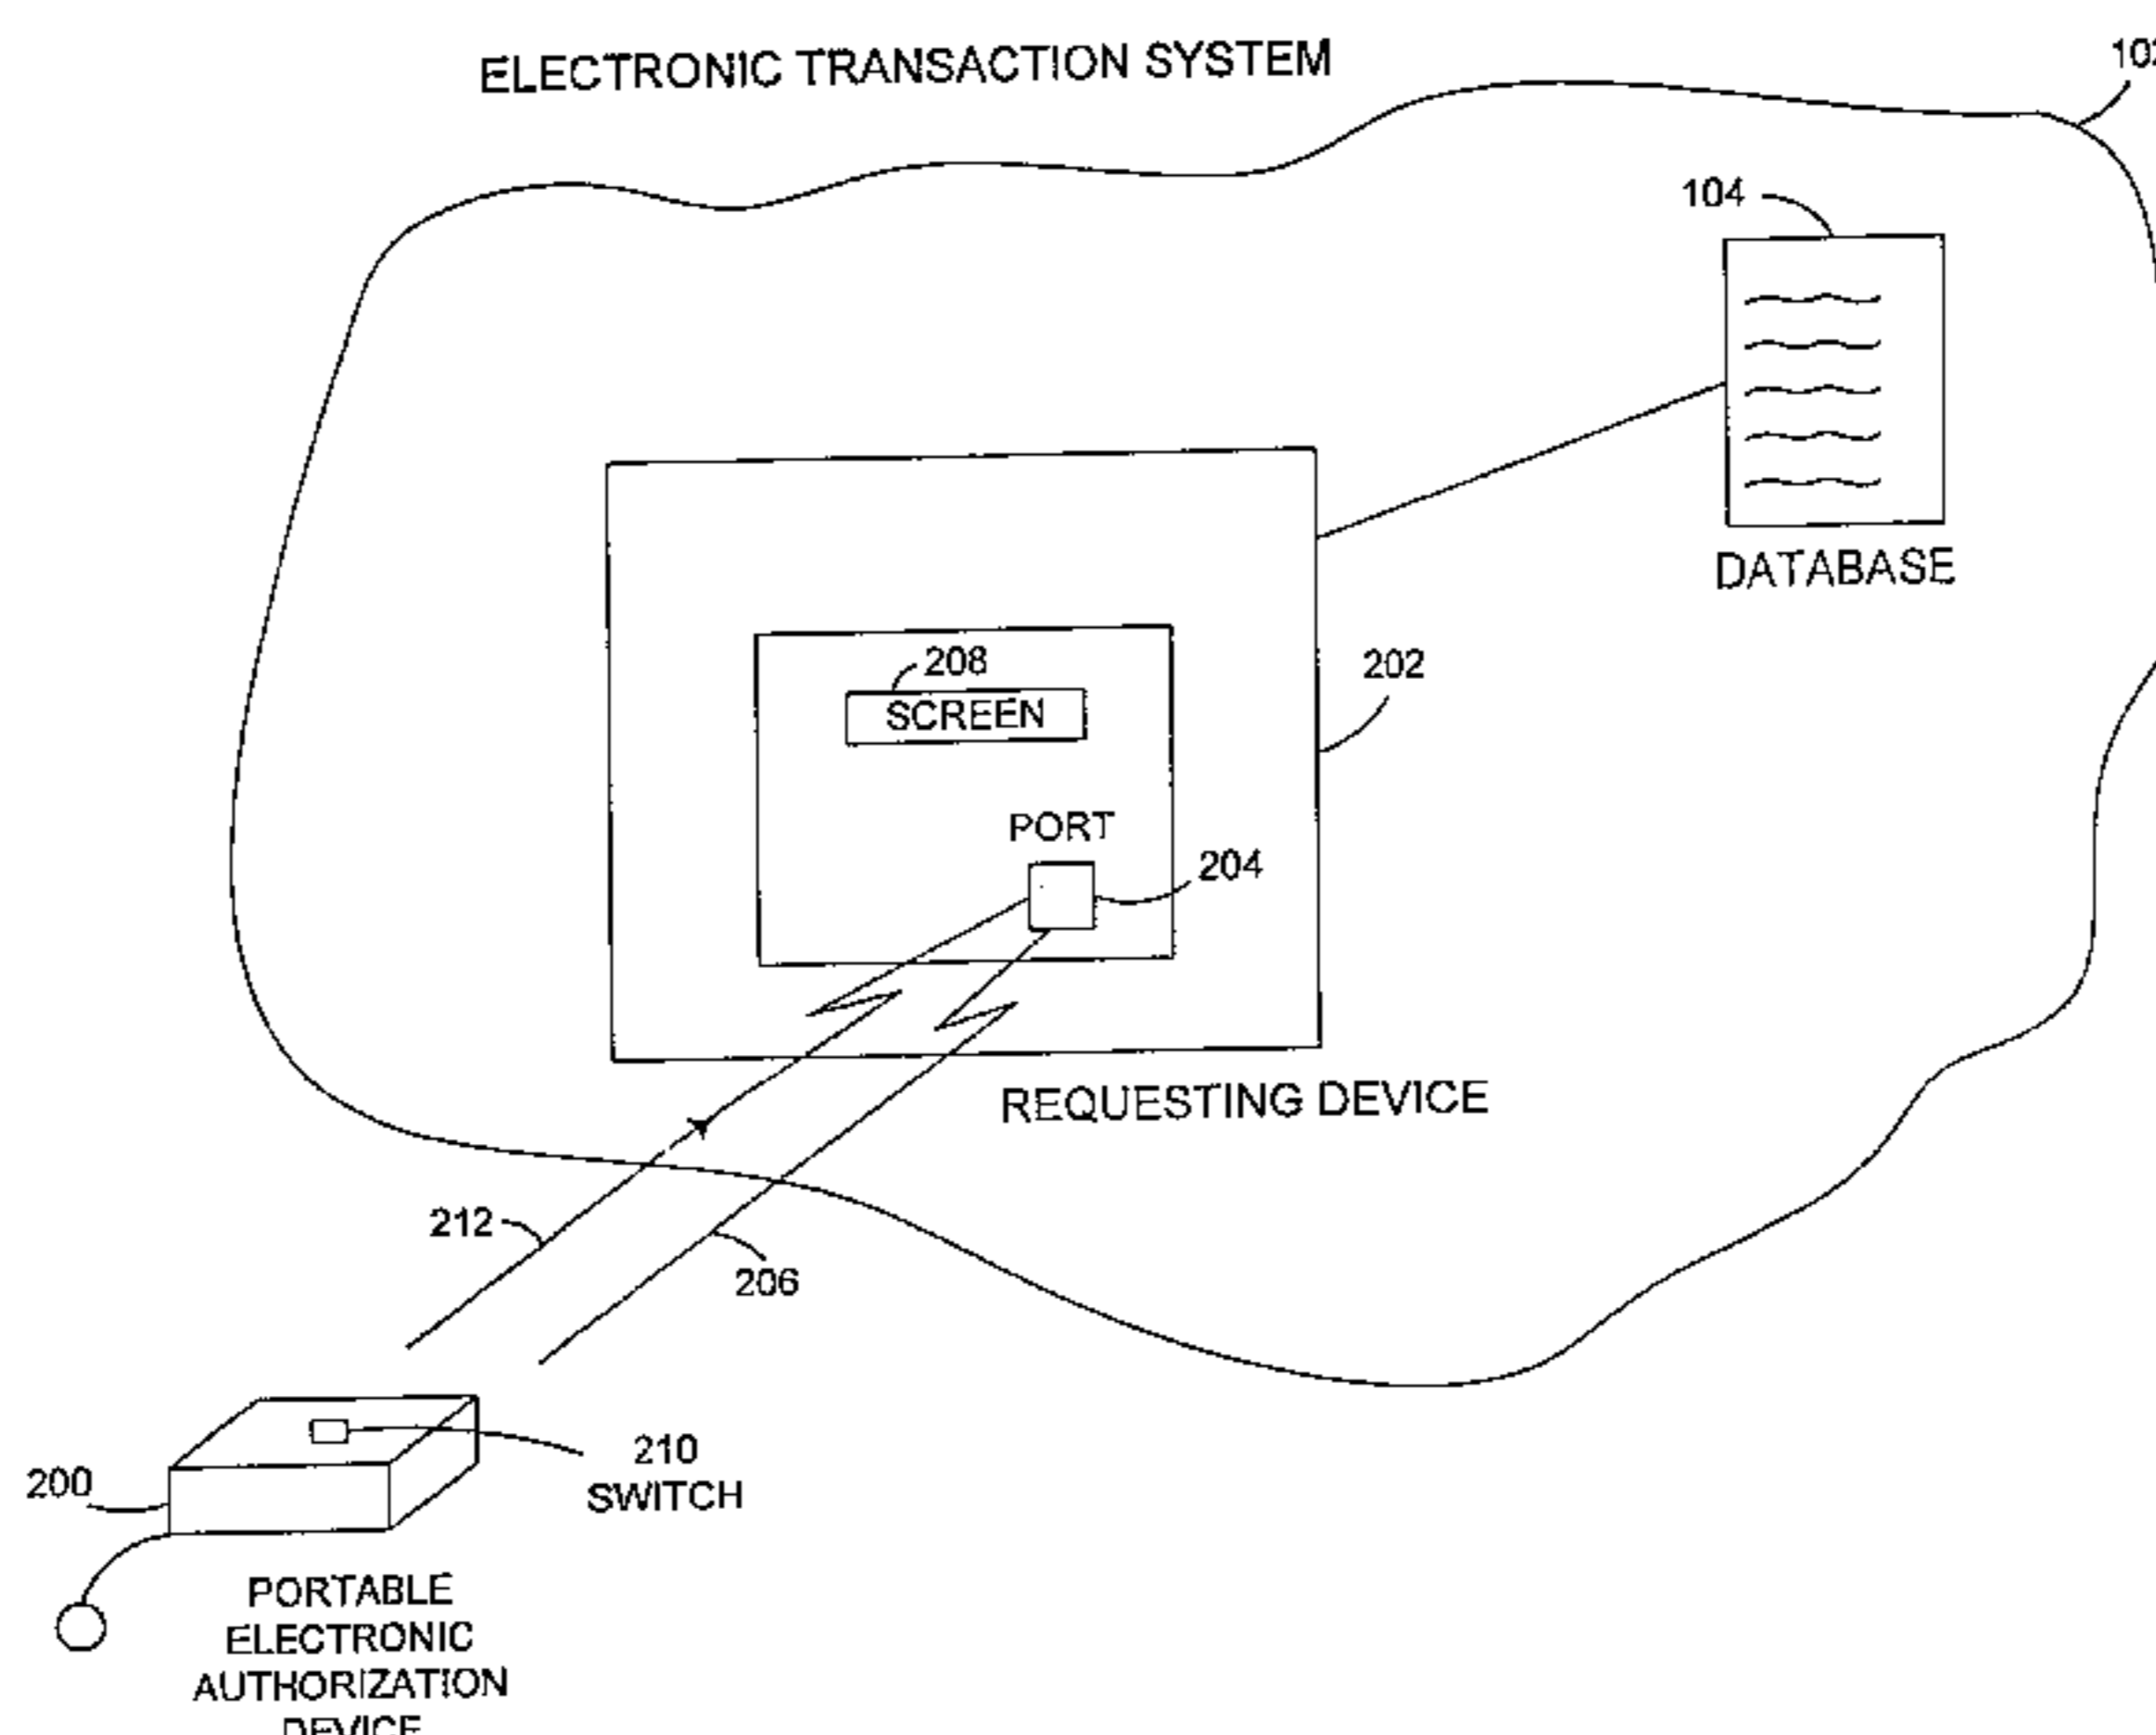 ELECTRONIC TRANSACTION SYSTEM
104
DATABASE
208
SCREEN
202
PORT
204
REQUESTING DEVICE
212
206
210
SWITCH
200
PORTABLE
ELECTRONIC
AUTHORIZATION
DEVICE